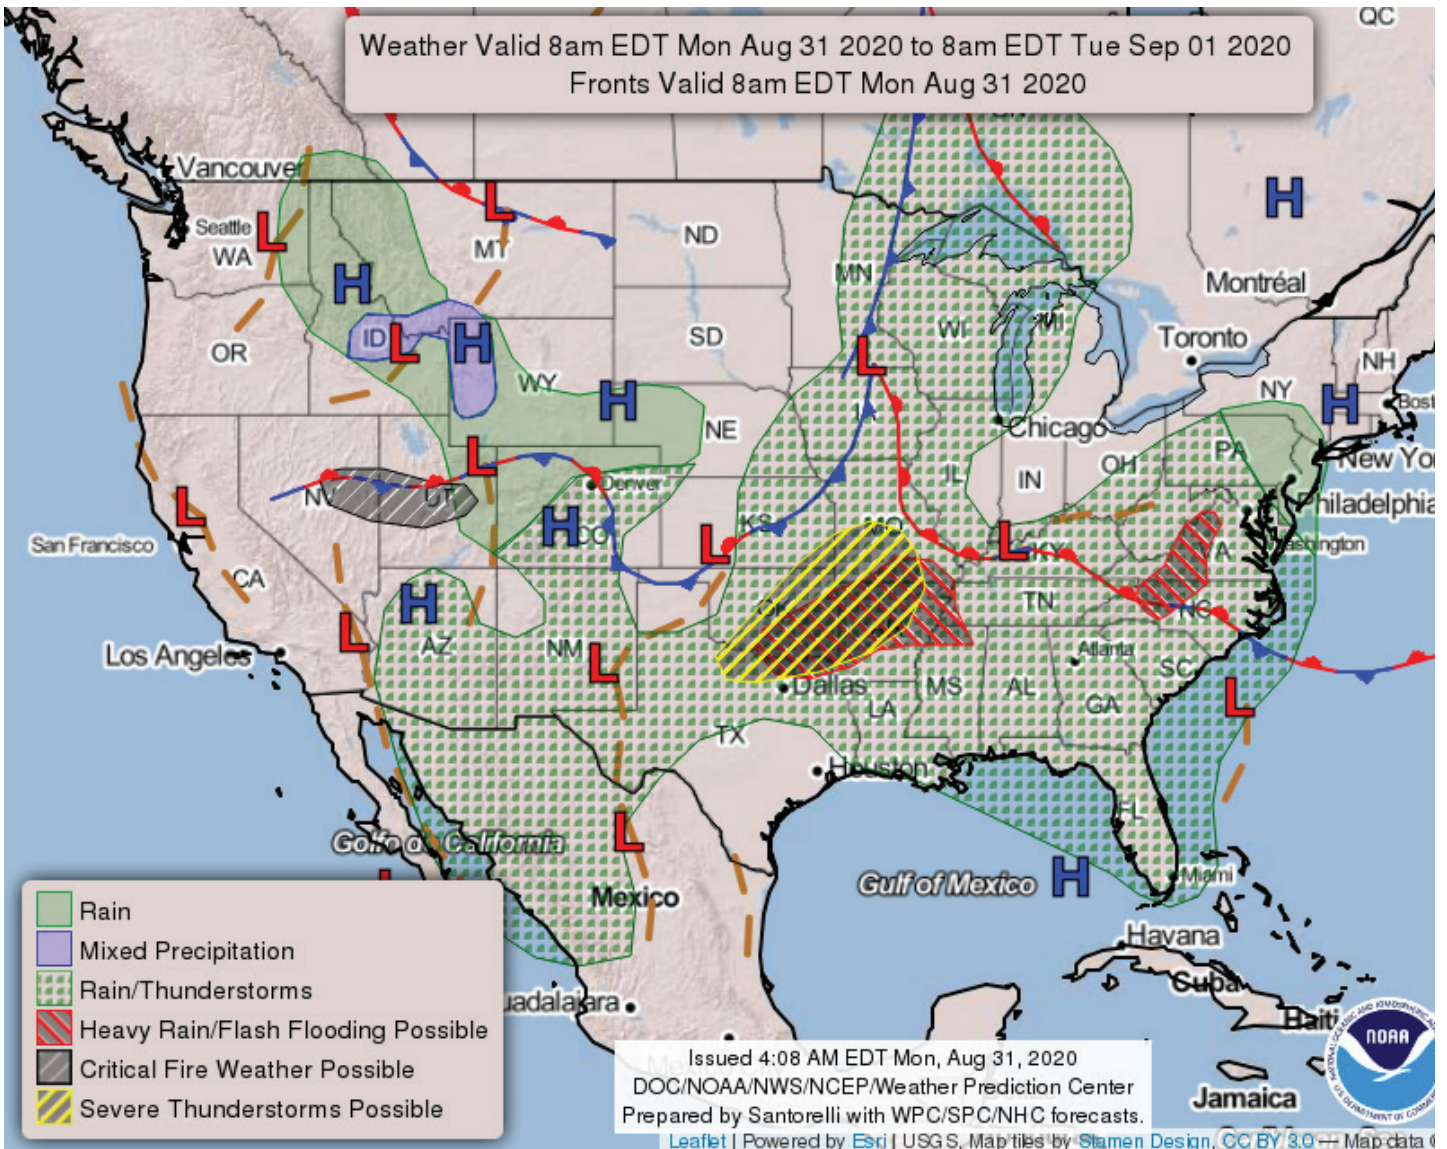 QC
Weather Valid 8am EDT Mon Aug 31 2020 to 8am EDT Tue Sep 01 2020
Fronts Valid 8am EDT Mon Aug 31 2020
Vancouver
H
L
L
Seattle
WA
MT
ND
MN
H
Montréal
ID
L
H
OR
WY
SD
WI
MI
Toronto
NH
L
NY
H
Bost
H
NE
IA
Chicago
PA
New Yo
L
OH
IL
IN
NV
UT
Denver
Philadelphia
L
H
CO
KS
MO
L
L
KY
VA
Washington
San Francisco
CA
H
OK
TN
NC
L
AZ
NM
L
Los Angeles
Atlanta
SC
Dallas
MS
AL
GA
LA
L
TX
Houston
FL
Golfo de California
L
Mexico
Gulf of Mexico
H
Miami
Rain
Mixed Precipitation
Rain/Thunderstorms
Heavy Rain/Flash Flooding Possible
Critical Fire Weather Possible
Severe Thunderstorms Possible
Havana
Cuba
uadalajara
Haiti
NOAA
Mexico City
Jamaica
Issued 4:08 AM EDT Mon, Aug 31, 2020
DOC/NOAA/NWS/NCEP/Weather Prediction Center
Prepared by Santorelli with WPC/SPC/NHC forecasts.
Leaflet | Powered by Esri | USGS, Map tiles by Stamen Design, CC BY 3.0 — Map data ©